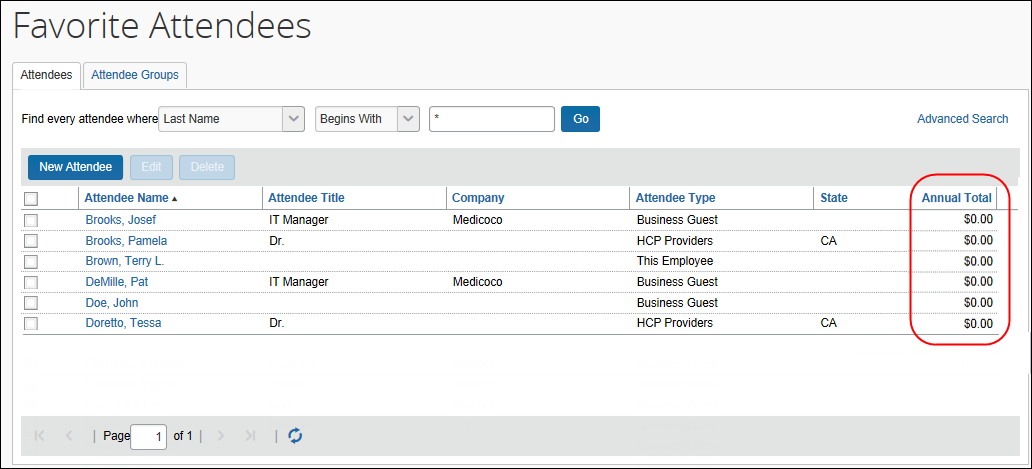 Favorite Attendees
Attendees Attendee Groups
Find every attendee where Last Name Begins With * Go Advanced Search
New Attendee Edit Delete
Attendee Name ▲ Attendee Title Company Attendee Type State Annual Total
Brooks, Josef IT Manager Medicoco Business Guest $0.00
Brooks, Pamela Dr. HCP Providers CA $0.00
Brown, Terry L. This Employee $0.00
DeMille, Pat IT Manager Medicoco Business Guest $0.00
Doe, John Business Guest $0.00
Doretto, Tessa Dr. HCP Providers CA $0.00
| Page 1 of 1 | |